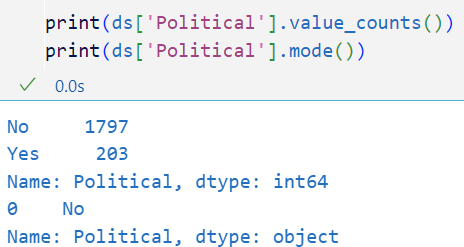 print(ds['Political'].value_counts())
print(ds['Political'].mode())
0.0s
No     1797
Yes     203
Name: Political, dtype: int64
0    No
Name: Political, dtype: object